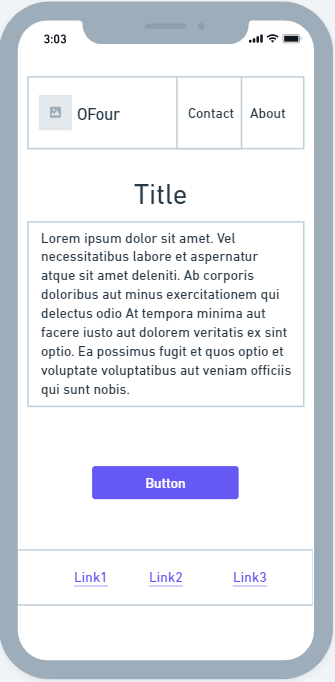 3:03
OFour Contact About
Title
Lorem ipsum dolor sit amet. Vel
necessitatibus labore et aspernatur
atque sit amet deleniti. Ab corporis
doloribus aut minus exercitationem qui
delectus odio At tempora minima aut
facere iusto aut dolorem veritatis ex sint
optio. Ea possimus fugit et quos optio et
voluptate voluptatibus aut veniam officiis
qui sunt nobis.
Button
Link1 Link2 Link3